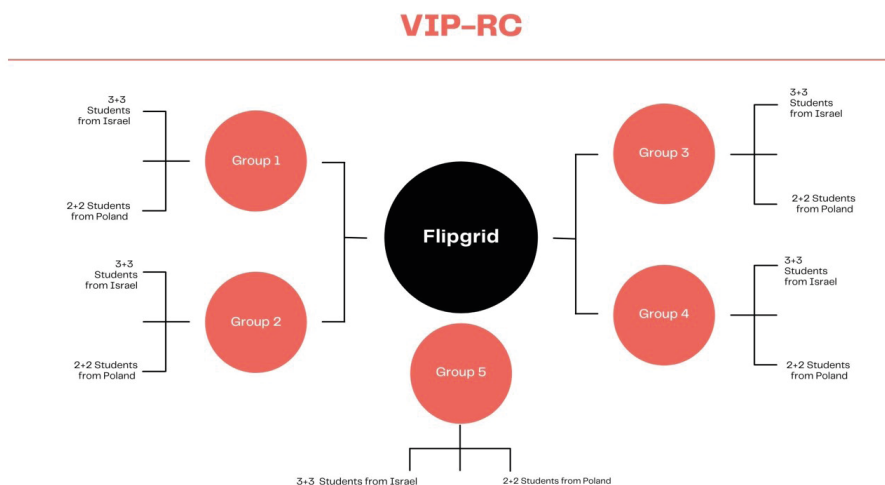 VIP-RC
3+3
Students
from Israel
Group 1
2+2 Students
from Poland
3+3
Students
from Israel
Group 2
2+2 Students
from Poland
Flipgrid
3+3
Students
from Israel
Group 3
2+2 Students
from Poland
3+3
Students
from Israel
Group 4
2+2 Students
from Poland
Group 5
3+3 Students from Israel
2+2 Students from Poland